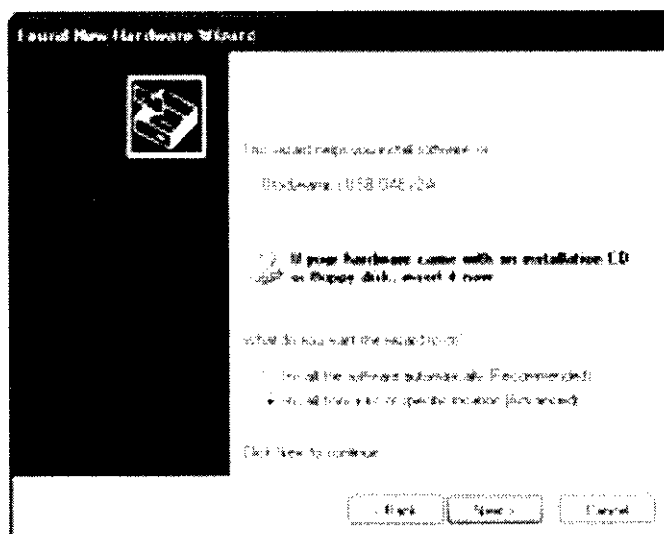 Found New Hardware Wizard
This wizard helps you install software for:
USB
If your hardware came with an installation CD
or floppy disk, insert it now.
What do you want the wizard to do?
Install the software automatically (Recommended)
Install from a list or specific location (Advanced)
Click Next to continue.
< Back
Next >
Cancel